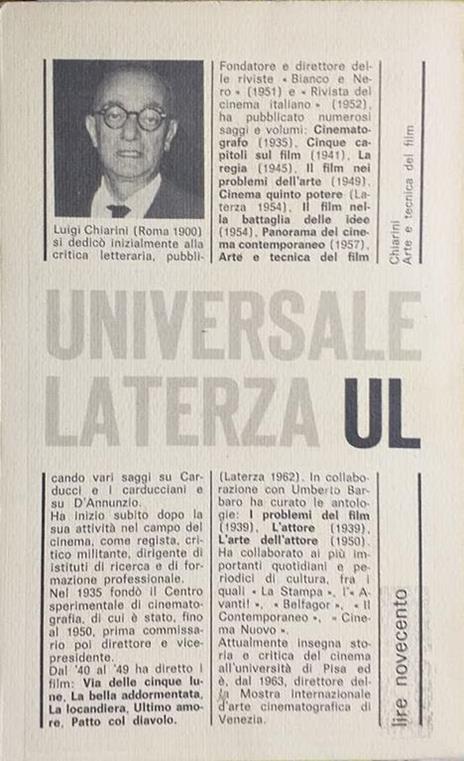 Luigi Chiarini (Roma 1900)
si dedicò inizialmente alla
critica letteraria, pubbli-
cando vari saggi su Car-
ducci e i carducciani e
su D'Annunzio.
Ha inizio subito dopo la
sua attività nel campo del
cinema, come regista, cri-
tico militante, dirigente di
istituti di ricerca e di for-
mazione professionale.
Nel 1935 fondò il Centro
sperimentale di cinemato-
grafia, di cui è stato, fino
al 1950, prima commissa-
rio poi direttore e vice-
presidente.
Dal '40 al '49 ha diretto i
film: Via delle cinque lu-
ne, La bella addormentata,
La locandiera, Ultimo amo-
re, Patto col diavolo.
Fondatore e direttore del-
le riviste « Bianco e Ne-
ro » (1951) e « Rivista del
cinema italiano » (1952),
ha pubblicato numerosi
saggi e volumi: Cinemato-
grafo (1935), Cinque ca-
pitoli sul film (1941), La
regia (1945), Il film nei
problemi dell'arte (1949),
Cinema quinto potere (La-
terza 1954), Il film nel-
la battaglia delle idee
(1954), Panorama del cine-
ma contemporaneo (1957),
Arte e tecnica del film
(Laterza 1962). In collabo-
razione con Umberto Bar-
baro ha curato le antolo-
gie: I problemi del film
(1939), L'attore (1939),
L'arte dell'attore (1950).
Ha collaborato ai più im-
portanti quotidiani e pe-
riodici di cultura, fra i
quali « La Stampa », l'« A-
vanti! », « Belfagor », « Il
Contemporaneo », « Cine-
ma Nuovo ».
Attualmente insegna sto-
ria e critica del cinema
all'università di Pisa ed
è, dal 1963, direttore del-
la Mostra internazionale
d'arte cinematografica di
Venezia.
Chiarini
Arte e tecnica del film
UNIVERSALE
LATERZA UL
lire novecento